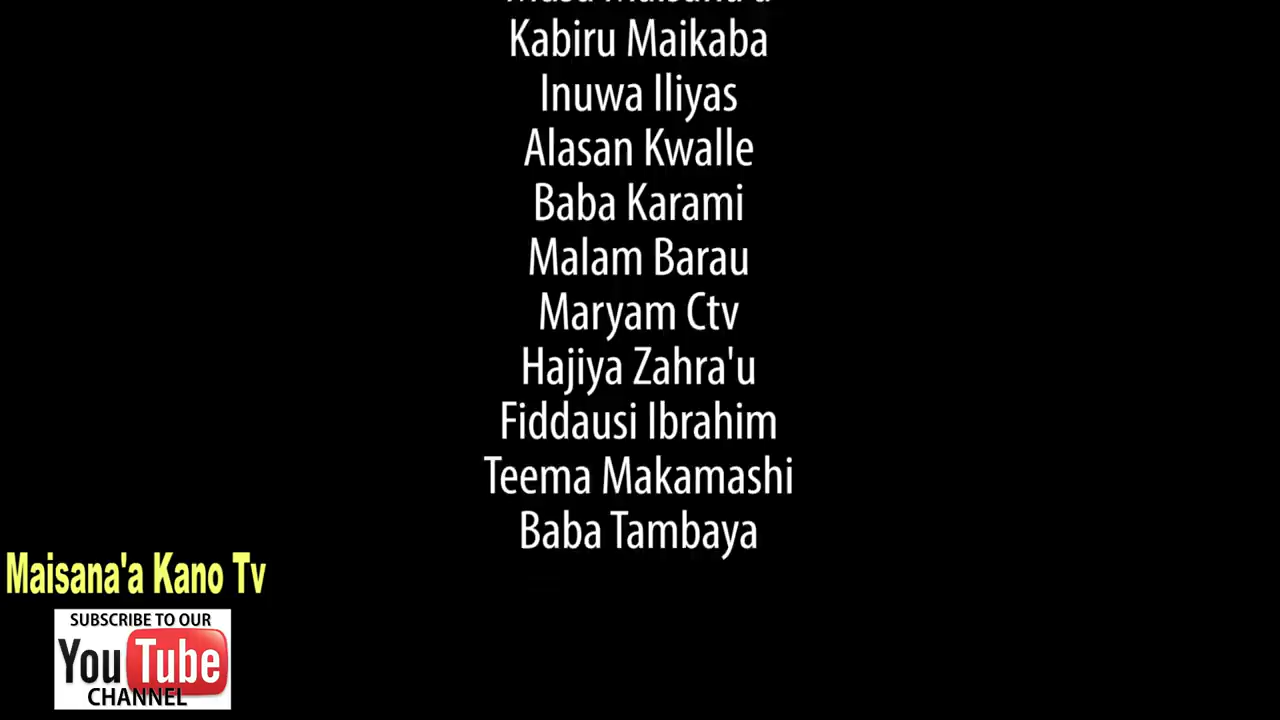 Kabiru Maikaba
Inuwa Iliyas
Alasan Kwalle
Baba Karami
Malam Barau
Maryam Ctv
Hajiya Zahra'u
Fiddausi Ibrahim
Teema Makamashi
Baba Tambaya
Maisana'a Kano Tv
SUBSCRIBE TO OUR
YouTube
CHANNEL